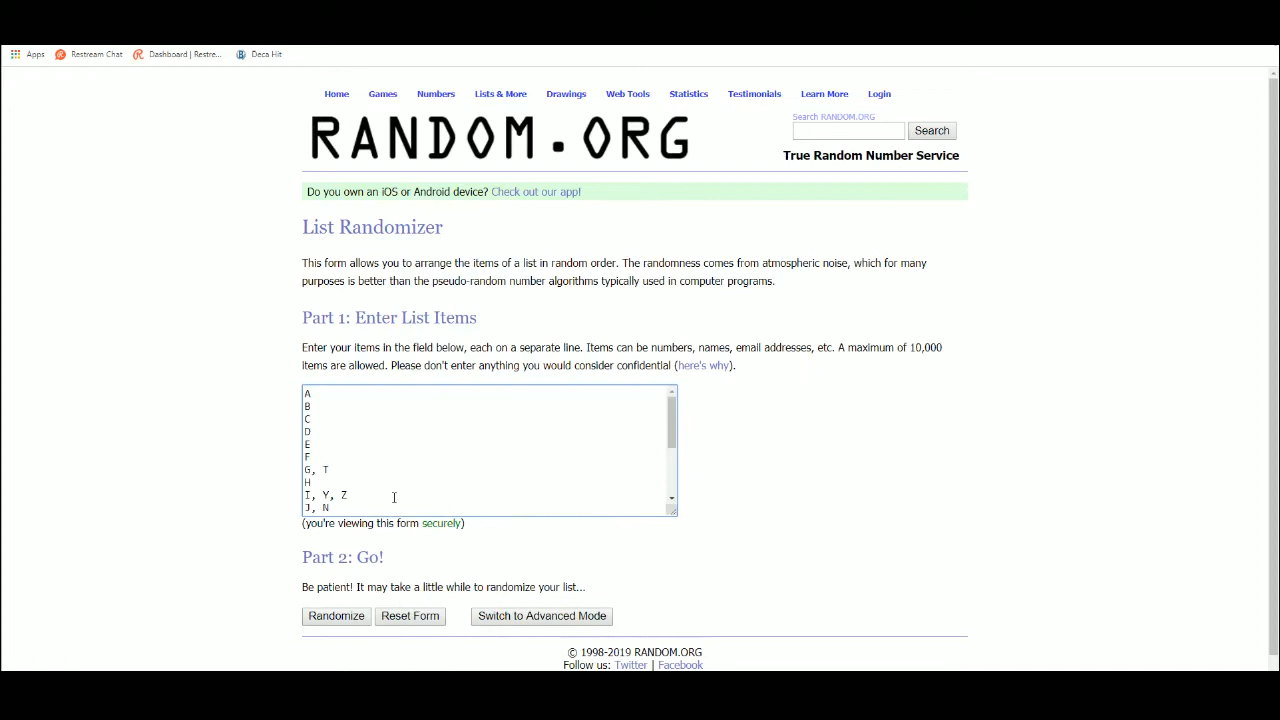 Apps Restream Chat Dashboard | Restre... Deca Hit
Home Games Numbers Lists & More Drawings Web Tools Statistics Testimonials Learn More Login
RANDOM.ORG
Search RANDOM.ORG
Search
True Random Number Service
Do you own an iOS or Android device? Check out our app!
List Randomizer
This form allows you to arrange the items of a list in random order. The randomness comes from atmospheric noise, which for many
purposes is better than the pseudo-random number algorithms typically used in computer programs.
Part 1: Enter List Items
Enter your items in the field below, each on a separate line. Items can be numbers, names, email addresses, etc. A maximum of 10,000
items are allowed. Please don't enter anything you would consider confidential (here's why).
A
B
C
D
E
F
G, T
H
I, Y, Z
J, N
(you're viewing this form securely)
Part 2: Go!
Be patient! It may take a little while to randomize your list...
Randomize Reset Form Switch to Advanced Mode
© 1998-2019 RANDOM.ORG
Follow us: Twitter | Facebook